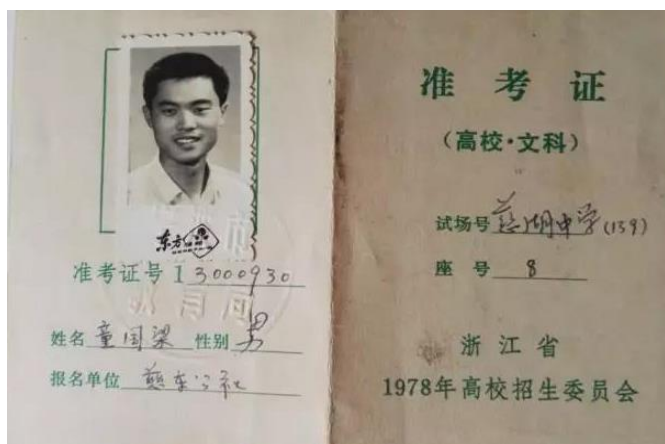 准考证号 1 3000930
姓名 童国梁 性别 男
报名单位 慈东公社
准考证
(高校·文科)
试场号 慈湖中学(139)
座号 8
浙江省
1978年高校招生委员会